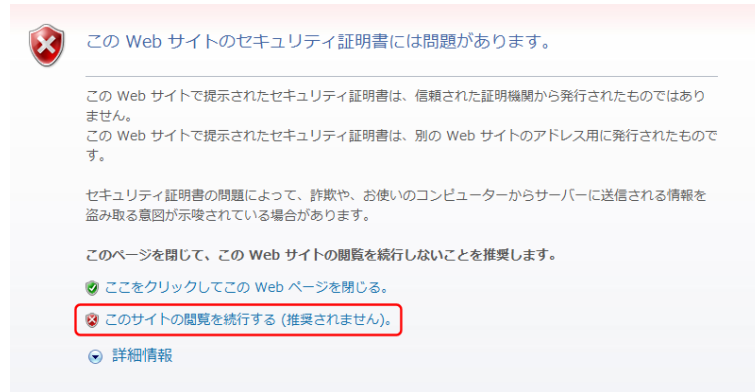 この Web サイトのセキュリティ証明書には問題があります。
この Web サイトで提示されたセキュリティ証明書は、信頼された証明機関から発行されたものではあり
ません。
この Web サイトで提示されたセキュリティ証明書は、別の Web サイトのアドレス用に発行されたもので
す。
セキュリティ証明書の問題によって、詐欺や、お使いのコンピューターからサーバーに送信される情報を
盗み取る意図が示唆されている場合があります。
このページを閉じて、この Web サイトの閲覧を続行しないことを推奨します。
ここをクリックしてこの Web ページを閉じる。
このサイトの閲覧を続行する (推奨されません)。
詳細情報